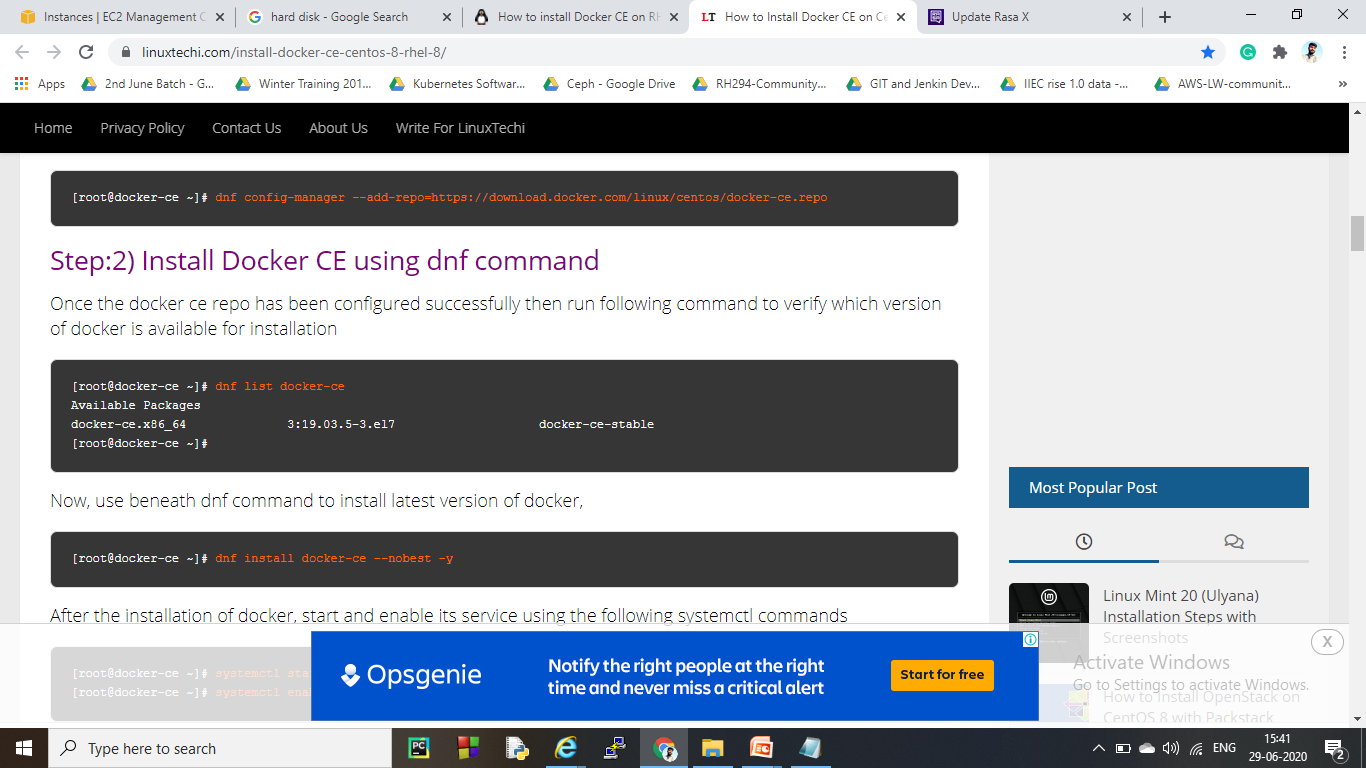 Instances | EC2 Management C
hard disk - Google Search
How to install Docker CE on RH
LT How to Install Docker CE on Ce
Update Rasa X
linuxtechi.com/install-docker-ce-centos-8-rhel-8/
Apps
2nd June Batch - G...
Winter Training 201...
Kubernetes Softwar...
Ceph - Google Drive
RH294-Community...
GIT and Jenkin Dev...
IIEC rise 1.0 data -...
AWS-LW-communit...
Home
Privacy Policy
Contact Us
About Us
Write For LinuxTechi
[root@docker-ce ~]# dnf config-manager --add-repo=https://download.docker.com/linux/centos/docker-ce.repo
Step:2) Install Docker CE using dnf command
Once the docker ce repo has been configured successfully then run following command to verify which version
of docker is available for installation
[root@docker-ce ~]# dnf list docker-ce
Available Packages
docker-ce.x86_64 3:19.03.5-3.el7 docker-ce-stable
[root@docker-ce ~]#
Now, use beneath dnf command to install latest version of docker,
[root@docker-ce ~]# dnf install docker-ce --nobest -y
After the installation of docker, start and enable its service using the following systemctl commands
[root@docker-ce ~]# systemctl sta
[root@docker-ce ~]# systemctl ena
Opsgenie
Notify the right people at the right
time and never miss a critical alert
Start for free
X
Most Popular Post
Linux Mint 20 (Ulyana)
Installation Steps with
Screenshots
How to Install OpenStack on
CentOS 8 with Packstack
Activate Windows
Go to Settings to activate Windows.
Type here to search
PC
ENG
15:41
29-06-2020
2